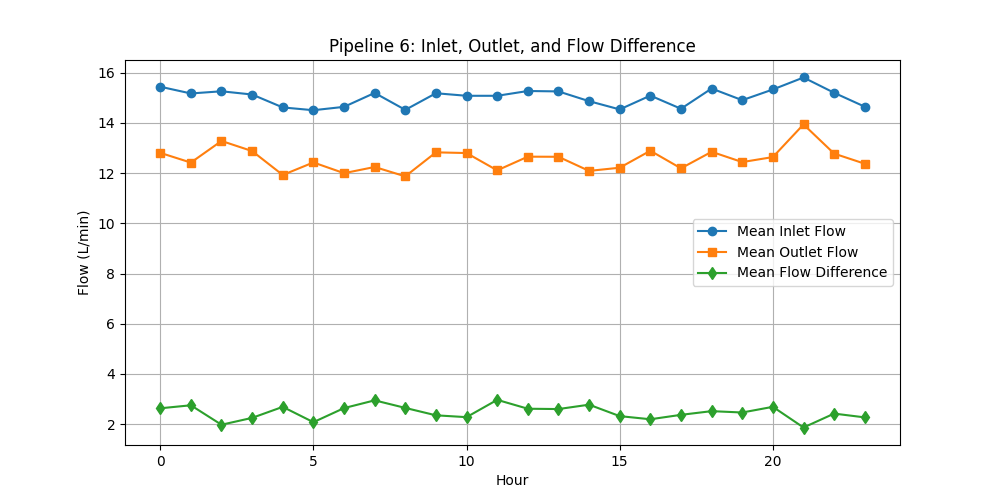 Pipeline 6: Inlet, Outlet, and Flow Difference
Flow (L/min)
16
14
12
10
8
6
4
2
Mean Inlet Flow
Mean Outlet Flow
Mean Flow Difference
0 5 10 15 20
Hour